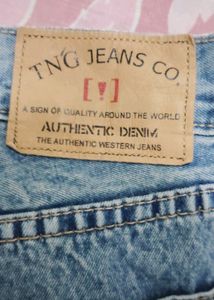 TNG JEANS CO.
[!]
A SIGN OF QUALITY AROUND THE WORLD
AUTHENTIC DENIM
THE AUTHENTIC WESTERN JEANS